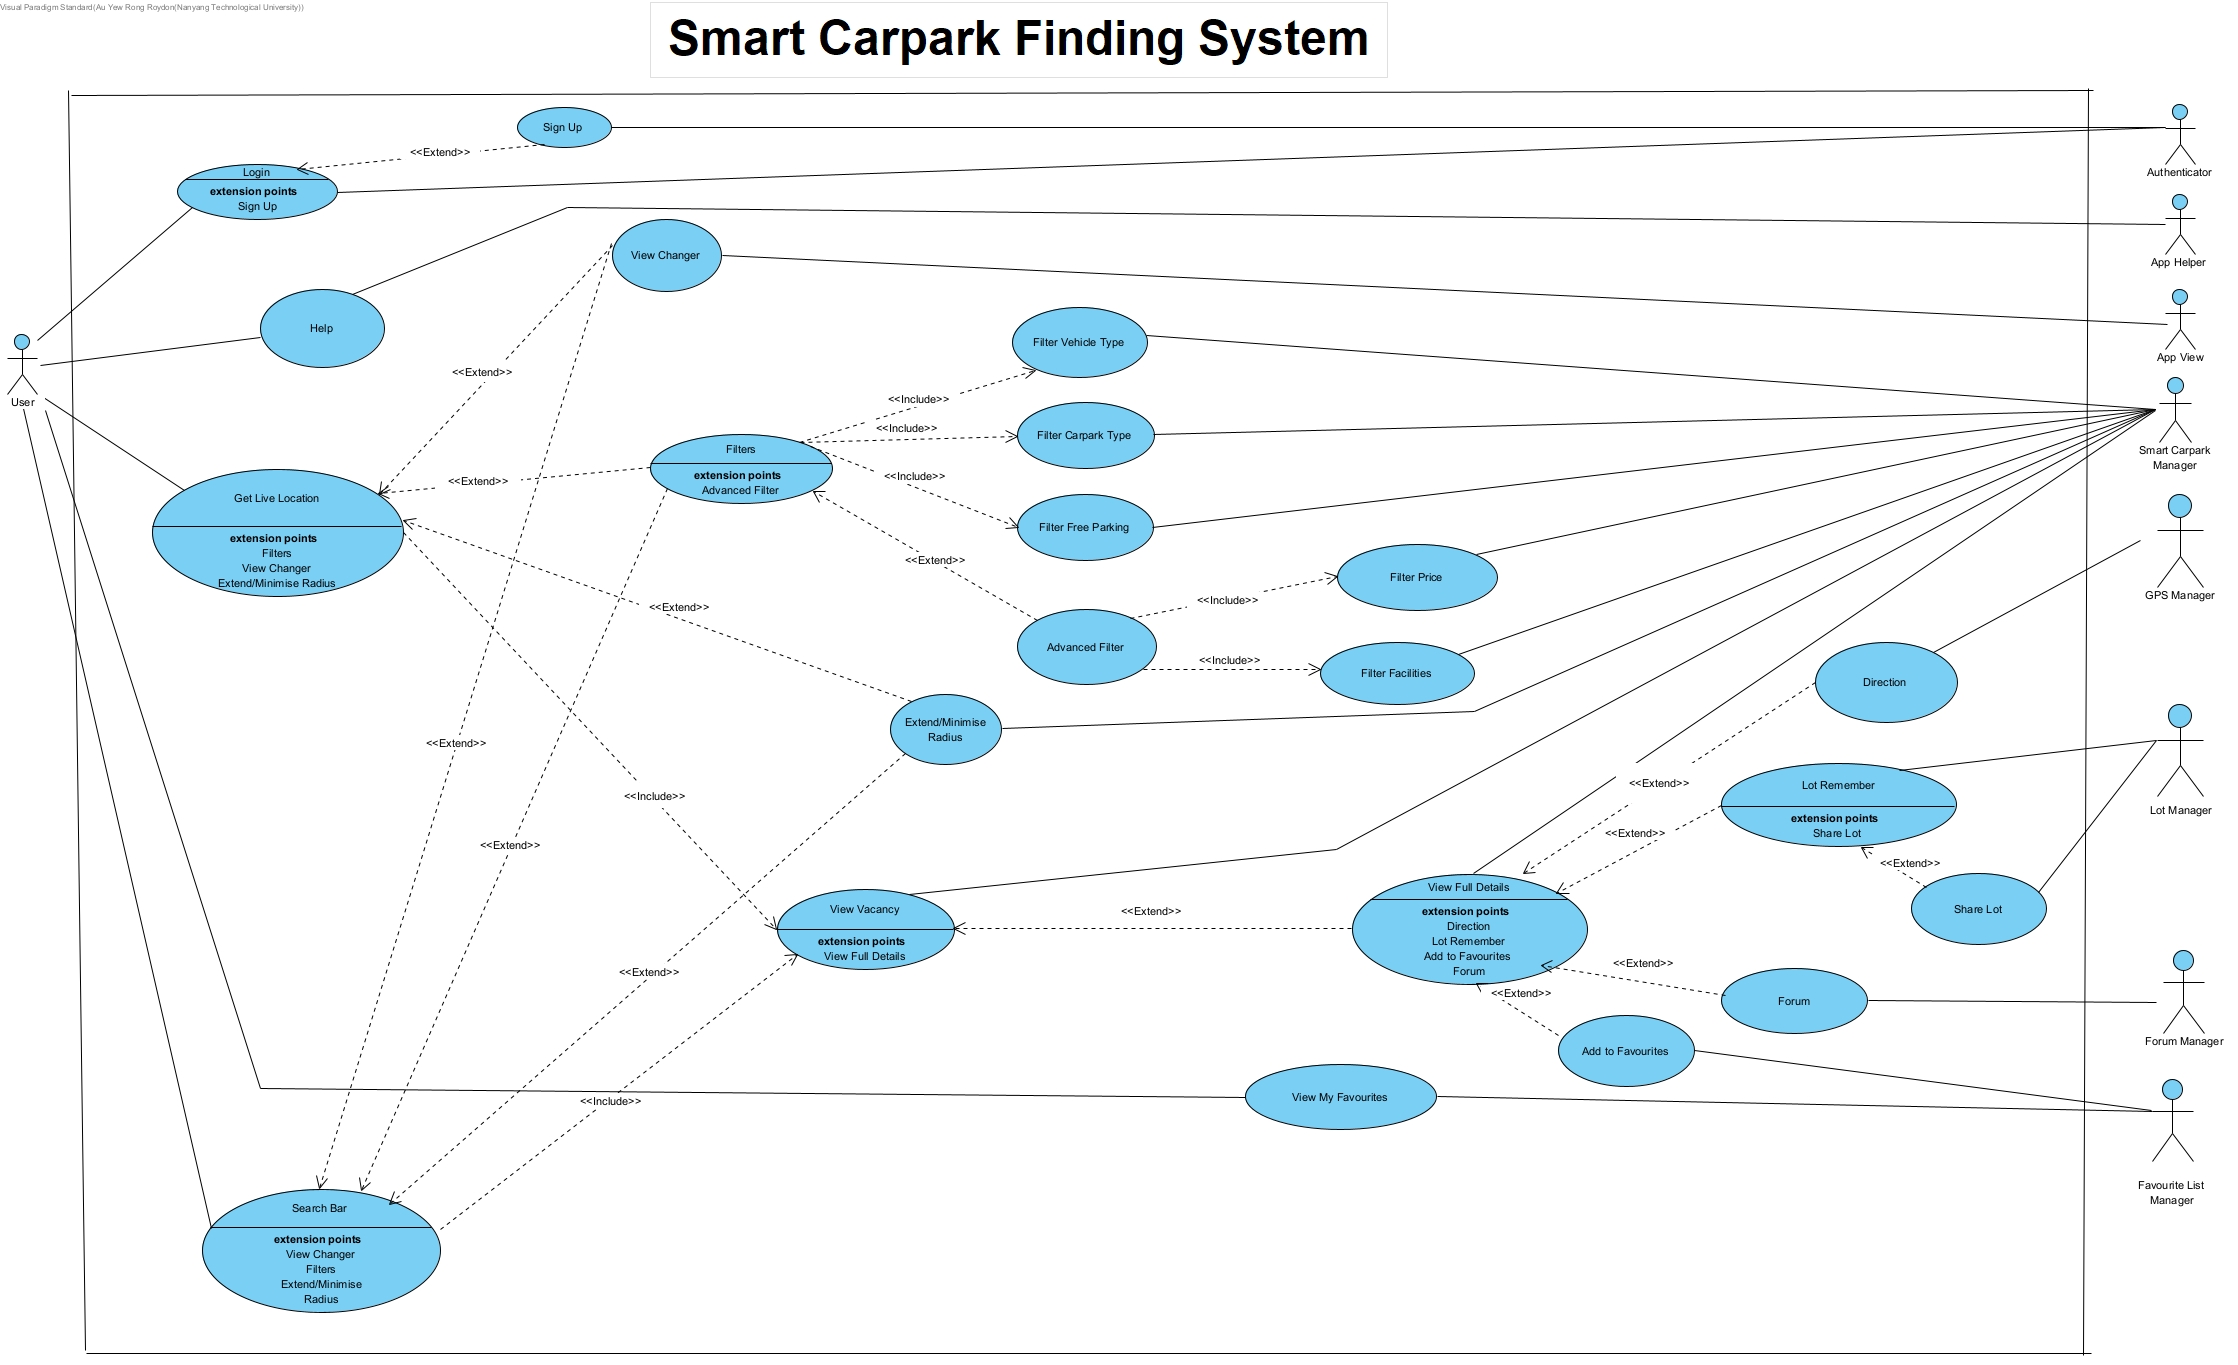 Visual Paradigm Standard(Au Yew Rong Roydon(Nanyang Technological University))
Smart Carpark Finding System
Sign Up
<<Extend>>
Login
extension points
Sign Up
Authenticator
View Changer
App Helper
Help
Filter Vehicle Type
App View
<<Extend>>
User
<<Include>>
<<Include>>
Filter Carpark Type
Filters
extension points
Advanced Filter
Smart Carpark
Manager
<<Extend>>
<<Include>>
Get Live Location
extension points
Filters
View Changer
Extend/Minimise Radius
Filter Free Parking
<<Extend>>
Filter Price
GPS Manager
<<Extend>>
<<Include>>
Advanced Filter
<<Include>>
Filter Facilities
Direction
Extend/Minimise
Radius
<<Extend>>
<<Include>>
<<Extend>>
Lot Remember
extension points
Share Lot
Lot Manager
<<Extend>>
<<Extend>>
<<Extend>>
View Vacancy
extension points
View Full Details
<<Extend>>
View Full Details
extension points
Direction
Lot Remember
Add to Favourites
Forum
Share Lot
<<Extend>>
<<Extend>>
<<Extend>>
Forum
Forum Manager
Add to Favourites
<<Include>>
View My Favourites
Favourite List
Manager
Search Bar
extension points
View Changer
Filters
Extend/Minimise
Radius